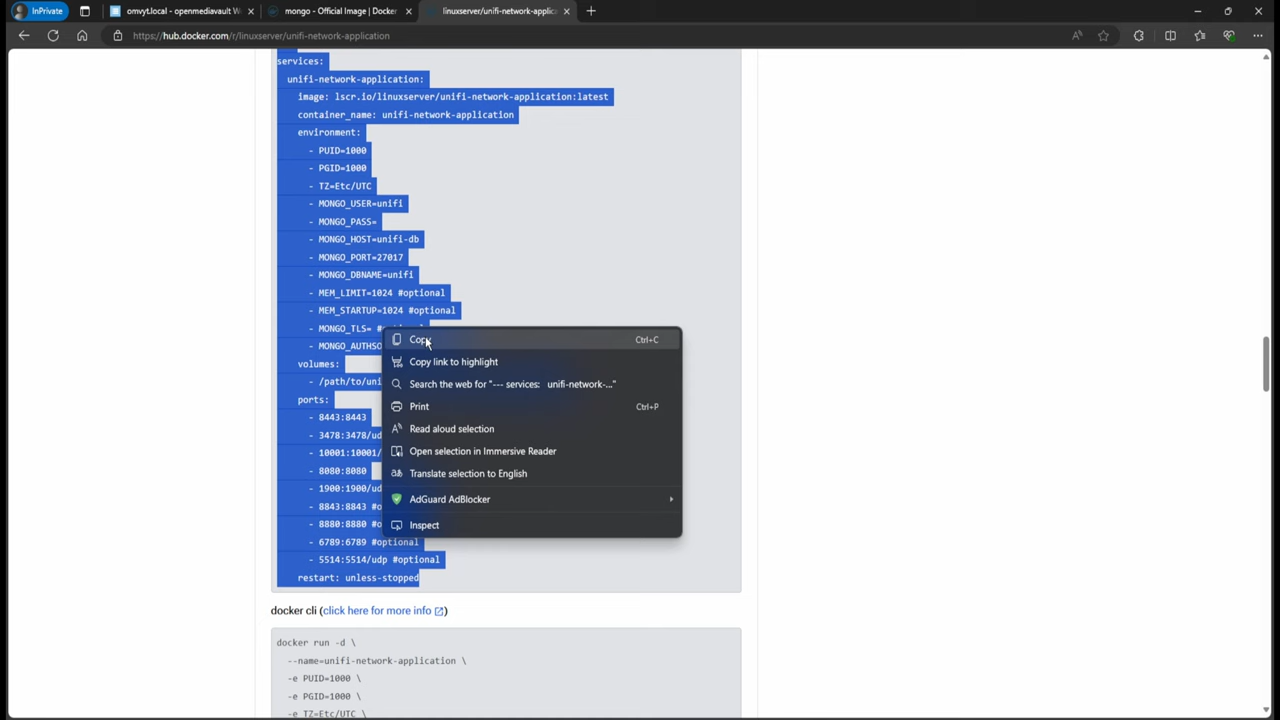 InPrivate
omvyt.local - openmediavault W
mongo - Official Image | Docker
linuxserver/unifi-network-applic
https://hub.docker.com/r/linuxserver/unifi-network-application
services:
unifi-network-application:
image: lscr.io/linuxserver/unifi-network-application:latest
container_name: unifi-network-application
environment:
- PUID=1000
- PGID=1000
- TZ=Etc/UTC
- MONGO_USER=unifi
- MONGO_PASS=
- MONGO_HOST=unifi-db
- MONGO_PORT=27017
- MONGO_DBNAME=unifi
- MEM_LIMIT=1024 #optional
- MEM_STARTUP=1024 #optional
- MONGO_TLS= #
- MONGO_AUTHSO
volumes:
- /path/to/uni
ports:
- 8443:8443
- 3478:3478/ud
- 10001:10001/
- 8080:8080
- 1900:1900/ud
- 8843:8843 #o
- 8880:8880 #o
- 6789:6789 #optional
- 5514:5514/udp #optional
restart: unless-stopped
Copy Ctrl+C
Copy link to highlight
Search the web for "--- services: unifi-network-..."
Print Ctrl+P
Read aloud selection
Open selection in Immersive Reader
Translate selection to English
AdGuard AdBlocker
Inspect
docker cli (click here for more info)
docker run -d \
--name=unifi-network-application \
-e PUID=1000 \
-e PGID=1000 \
-e TZ=Etc/UTC \